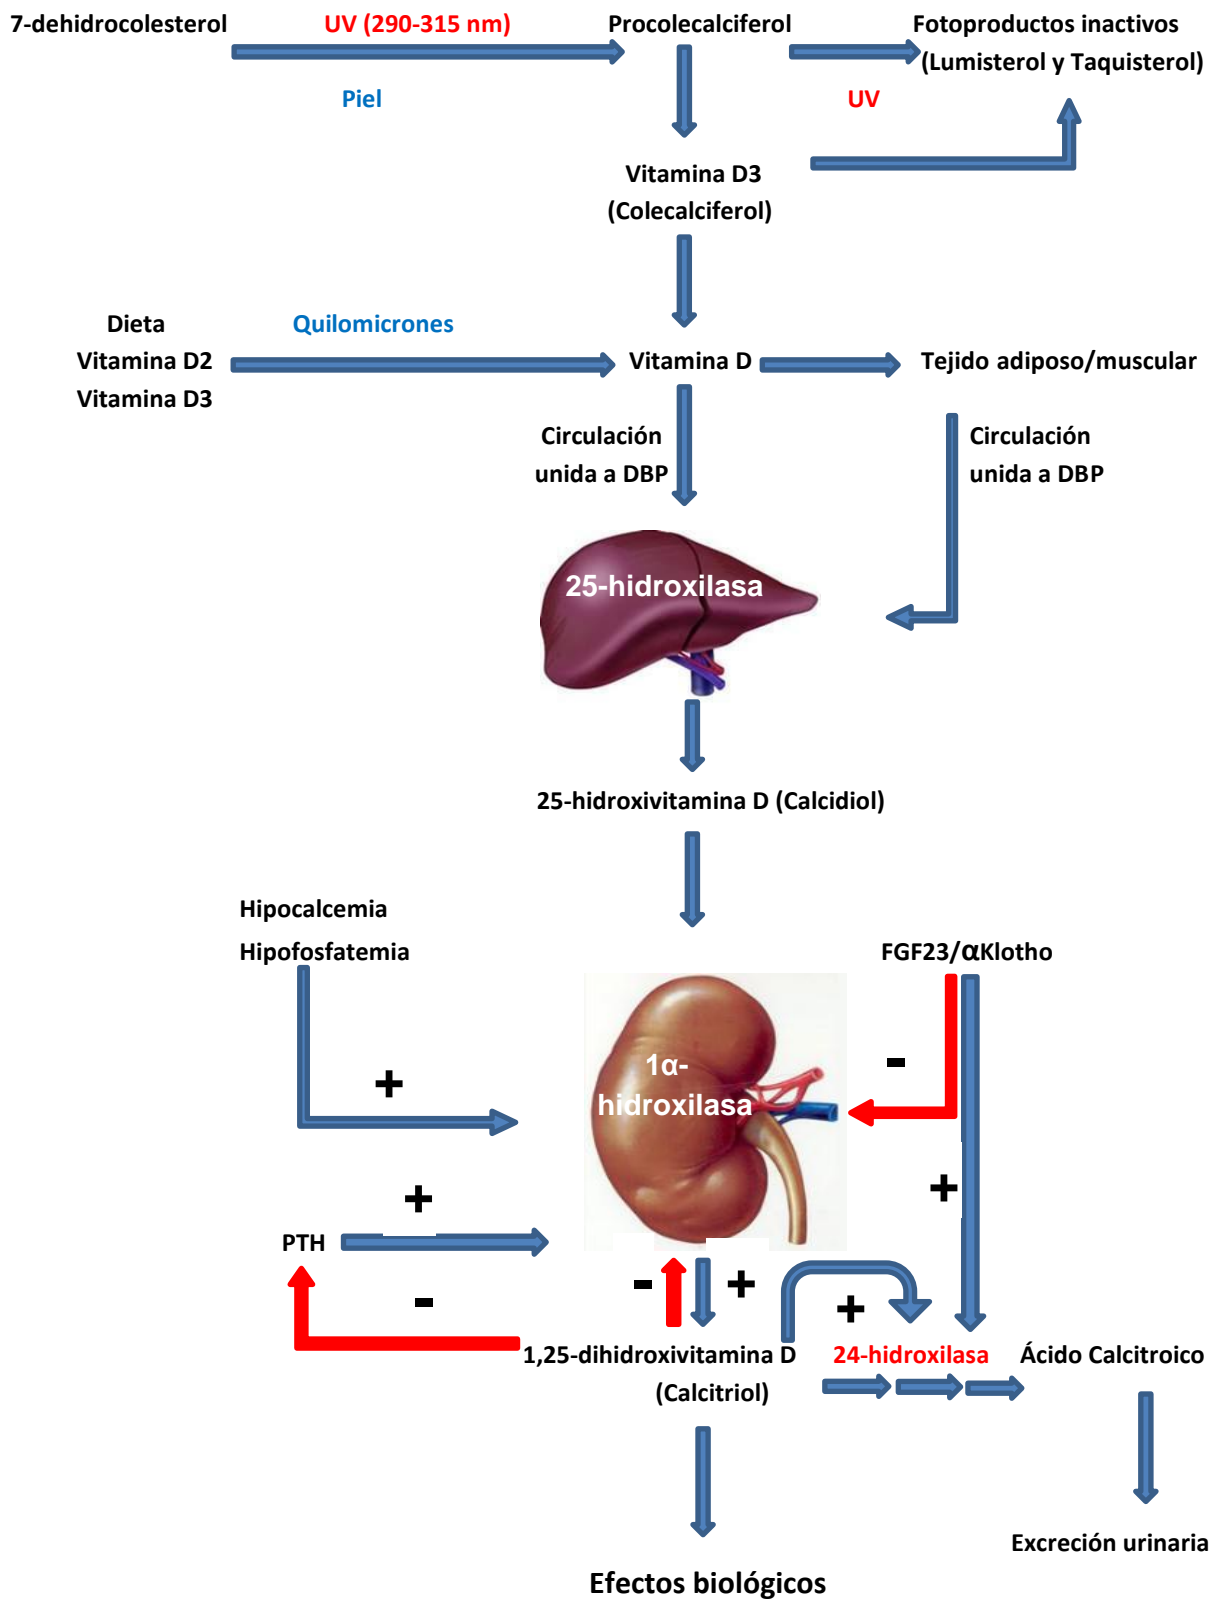 7-dehidrocolesterol
UV (290-315 nm)
Procolecalciferol
Fotoproductos inactivos
(Lumisterol y Taquisterol)
Piel
UV
Vitamina D3
(Colecalciferol)
Dieta
Vitamina D2
Vitamina D3
Quilomicrones
Vitamina D
Tejido adiposo/muscular
Circulación
unida a DBP
Circulación
unida a DBP
25-hidroxilasa
25-hidroxivitamina D (Calcidiol)
Hipocalcemia
Hipofosfatemia
FGF23/αKlotho
1α-
hidroxilasa
-
+
+
+
PTH
-
-
+
+
1,25-dihidroxivitamina D
(Calcitriol)
24-hidroxilasa
Ácido Calcitroico
Excreción urinaria
Efectos biológicos